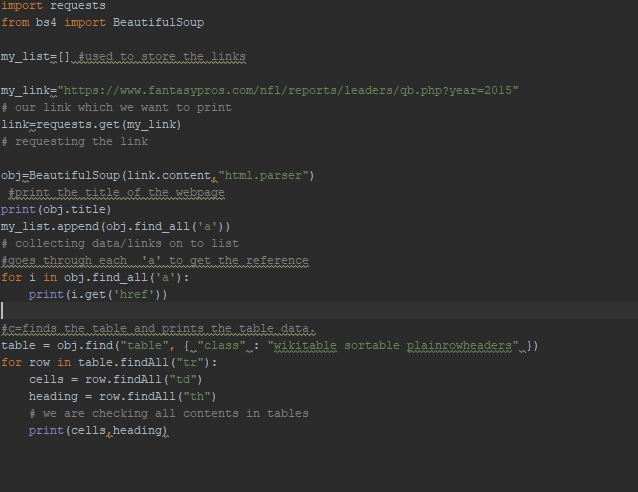 import requests
from bs4 import BeautifulSoup
my_list=[] #used to store the links
my_link="https://www.fantasypros.com/nfl/reports/leaders/qb.php?year=2015"
# our link which we want to print
link=requests.get(my_link)
# requesting the link
obj=BeautifulSoup(link.content,"html.parser")
#print the title of the webpage
print(obj.title)
my_list.append(obj.find_all('a'))
# collecting data/links on to list
#goes through each  'a' to get the reference
for i in obj.find_all('a'):
    print(i.get('href'))
#c=finds the table and prints the table data.
table = obj.find("table", { "class" : "wikitable sortable plainrowheaders" })
for row in table.findAll("tr"):
    cells = row.findAll("td")
    heading = row.findAll("th")
    # we are checking all contents in tables
    print(cells,heading)